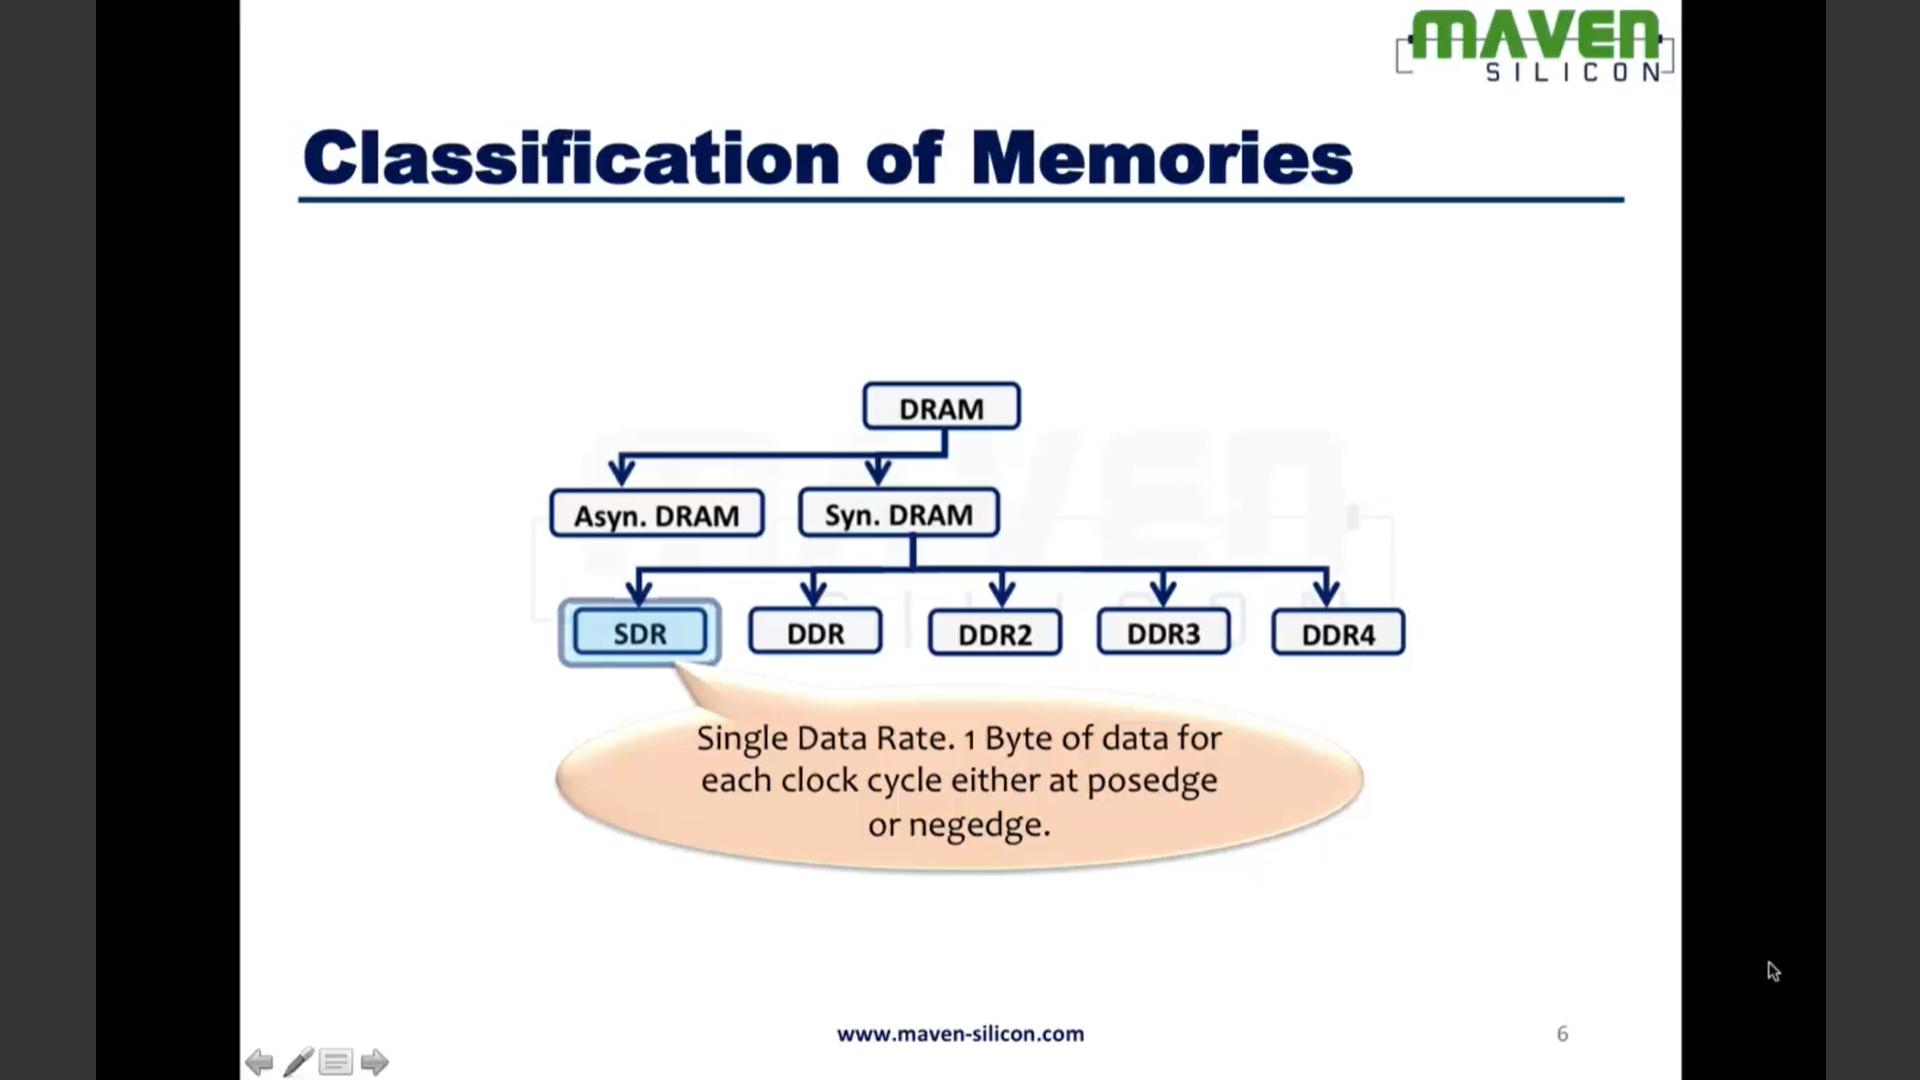 MAVEN
SILICON
Classification of Memories
DRAM
Asyn. DRAM
Syn. DRAM
SDR
DDR
DDR2
DDR3
DDR4
Single Data Rate. 1 Byte of data for
each clock cycle either at posedge
or negedge.
www.maven-silicon.com
6